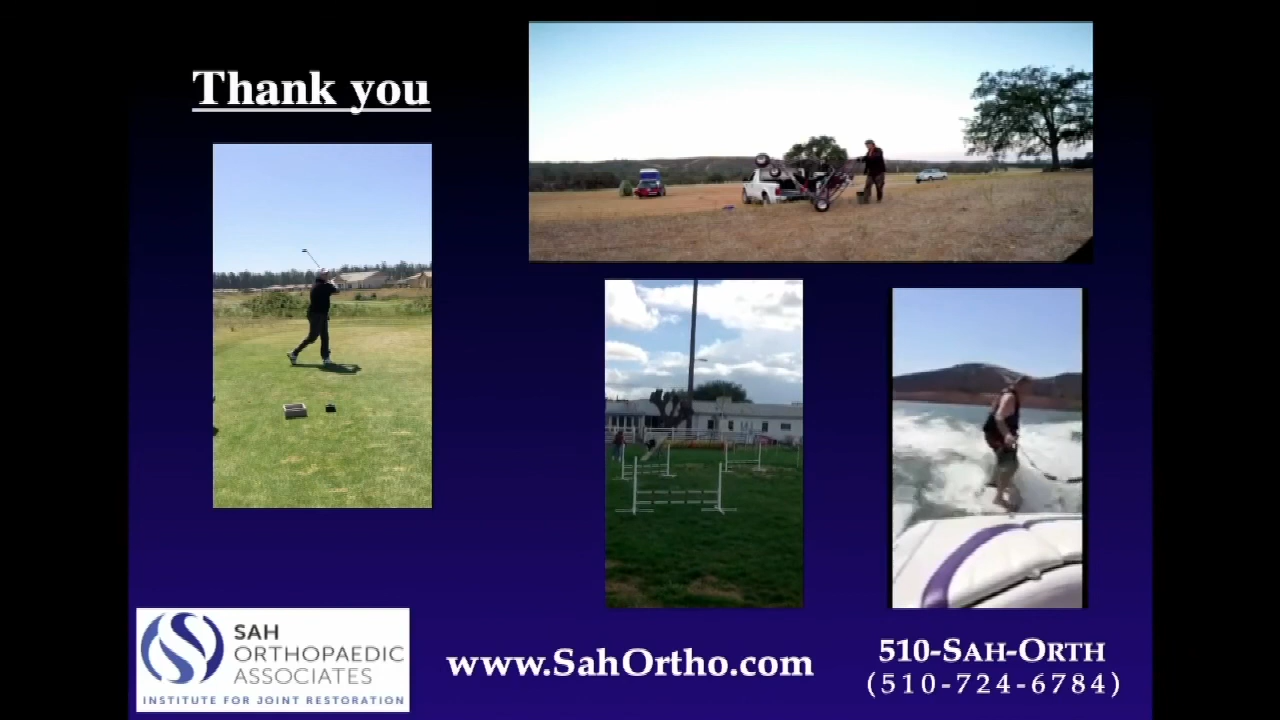 Thank you
SAH
ORTHOPAEDIC
ASSOCIATES
INSTITUTE FOR JOINT RESTORATION
www.SahOrtho.com
510-SAH-ORTH
(510-724-6784)